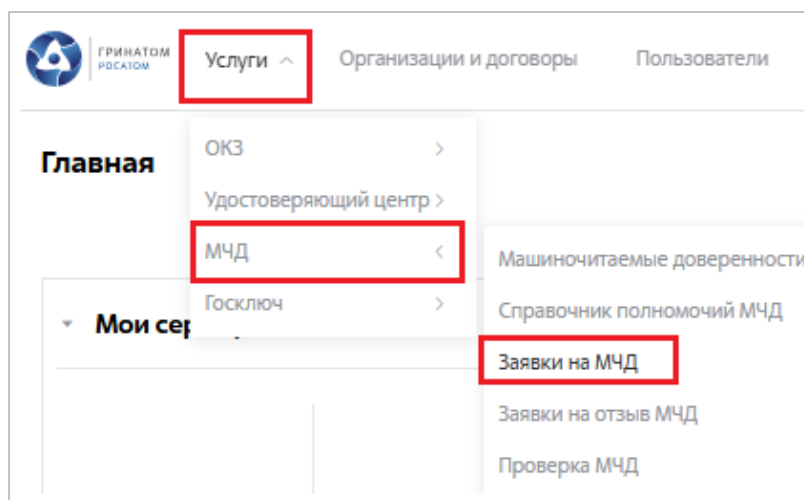 ГРИНАТОМ
РОСАТОМ
Услуги
Организации и договоры
Пользователи
Главная
ОКЗ
Удостоверяющий центр
МЧД
Госключ
Машиночитаемые доверенности
Справочник полномочий МЧД
Заявки на МЧД
Заявки на отзыв МЧД
Проверка МЧД
Мои сер